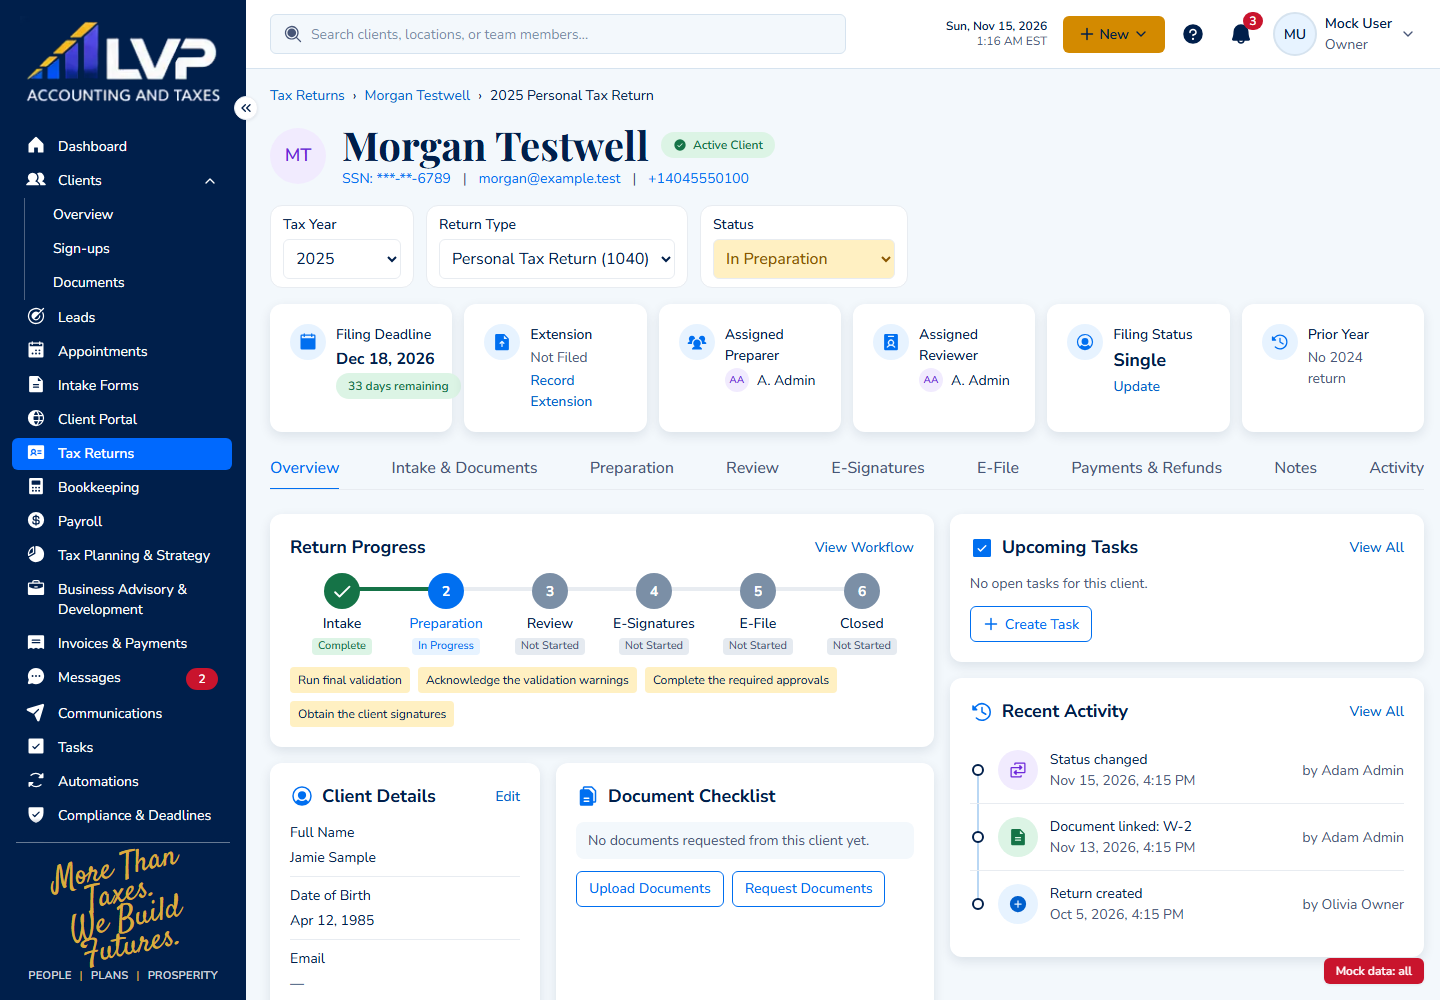 LVP
ACCOUNTING AND TAXES
Search clients, locations, or team members...
Sun, Nov 15, 2026
1:16 AM EST
New
3
MU
Mock User
Owner
Dashboard
Clients
Overview
Sign-ups
Documents
Leads
Appointments
Intake Forms
Client Portal
Tax Returns
Bookkeeping
Payroll
Tax Planning & Strategy
Business Advisory &
Development
Invoices & Payments
Messages 2
Communications
Tasks
Automations
Compliance & Deadlines
More Than
Taxes.
We Build
Futures.
PEOPLE | PLANS | PROSPERITY
Tax Returns › Morgan Testwell › 2025 Personal Tax Return
MT
Morgan Testwell
Active Client
SSN: ***-**-6789 | morgan@example.test | +14045550100
Tax Year
2025
Return Type
Personal Tax Return (1040)
Status
In Preparation
Filing Deadline
Dec 18, 2026
33 days remaining
Extension
Not Filed
Record
Extension
Assigned
Preparer
AA A. Admin
Assigned
Reviewer
AA A. Admin
Filing Status
Single
Update
Prior Year
No 2024
return
Overview Intake & Documents Preparation Review E-Signatures E-File Payments & Refunds Notes Activity
Return Progress
View Workflow
2 3 4 5 6
Intake Preparation Review E-Signatures E-File Closed
Complete In Progress Not Started Not Started Not Started Not Started
Run final validation Acknowledge the validation warnings Complete the required approvals
Obtain the client signatures
Client Details
Edit
Full Name
Jamie Sample
Date of Birth
Apr 12, 1985
Email
—
Document Checklist
No documents requested from this client yet.
Upload Documents Request Documents
Upcoming Tasks
View All
No open tasks for this client.
Create Task
Recent Activity
View All
Status changed
Nov 15, 2026, 4:15 PM
by Adam Admin
Document linked: W-2
Nov 13, 2026, 4:15 PM
by Adam Admin
Return created
Oct 5, 2026, 4:15 PM
by Olivia Owner
Mock data: all